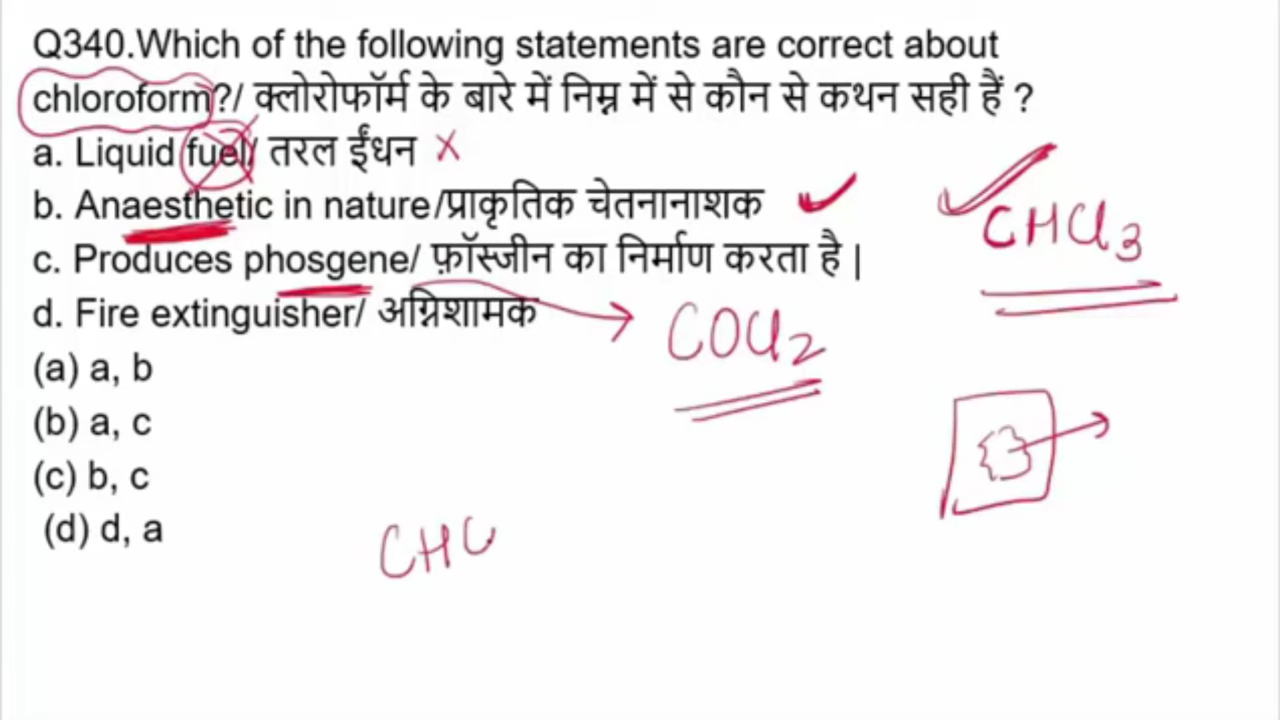 Q340.Which of the following statements are correct about
chloroform?/ क्लोरोफॉर्म के बारे में निम्न में से कौन से कथन सही हैं ?
a. Liquid fuel/ तरल ईंधन x
b. Anaesthetic in nature/प्राकृतिक चेतनानाशक
CHCl3
c. Produces phosgene/ फ़ॉस्जीन का निर्माण करता है |
d. Fire extinguisher/ अग्निशामक
COCl2
(a) a, b
(b) a, c
(c) b, c
(d) d, a
CHC